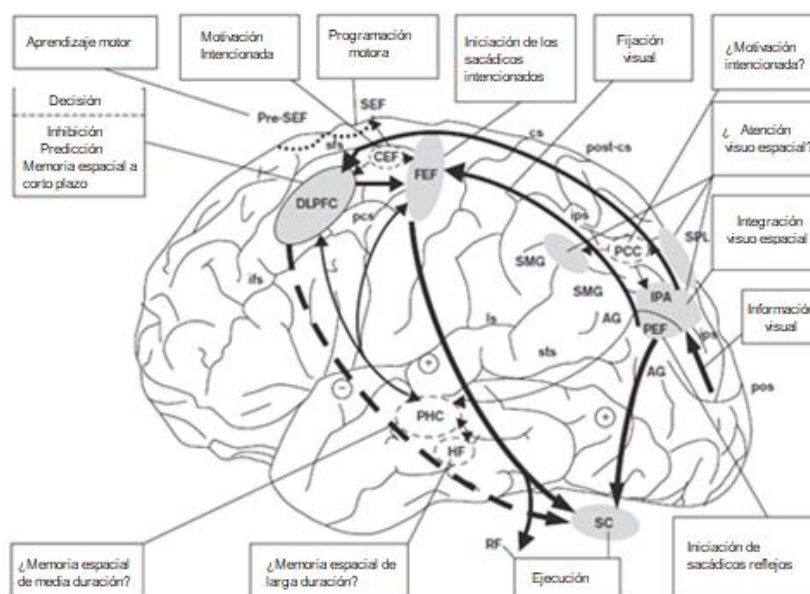 Aprendizaje motor
Motivación
Intencionada
Programación
motora
Iniciación de los
sacádicos
intencionados
Fijación
visual
¿Motivación
intencionada?
Decisión
Inhibición
Predicción
Memoria espacial a
corto plazo
Pre-SEF
SEF
sfs
CEF
FEF
cs
post-cs
¿ Atención
visuo espacial?
DLPFC
pcs
ips
PCC
SPL
SMG
Integración
visuo espacial
ifs
SMG
IPA
AG
PEF
ips
Información
visual
ls
sts
AG
pos
+
−
PHC
+
HF
SC
RF
¿Memoria espacial
de media duración?
¿Memoria espacial de
larga duración?
Ejecución
Iniciación de
sacádicos reflejos